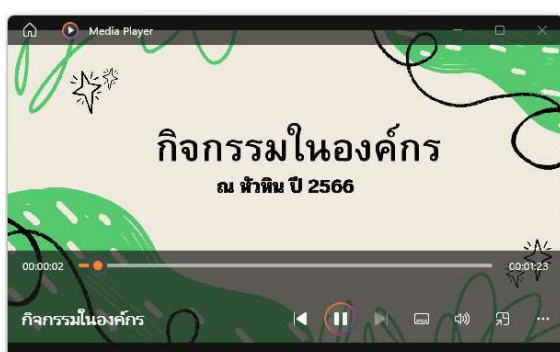 Media Player
กิจกรรมในองค์กร
ณ หัวหิน ปี 2566
00:00:02
00:01:23
กิจกรรมในองค์กร